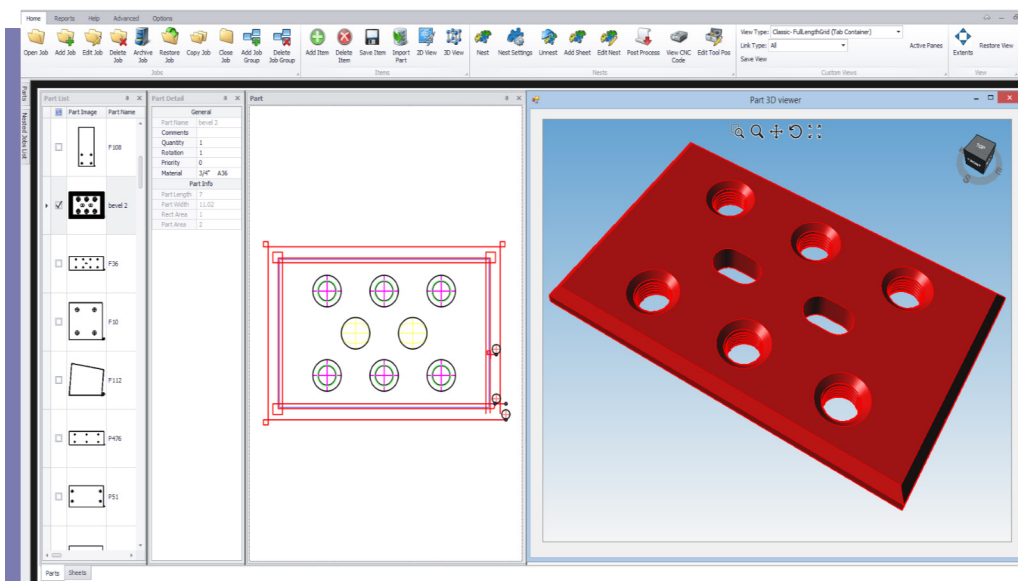 Home Reports Help Advanced Options
Open Job Add Job Edit Job Delete Job Archive Job Restore Job Copy Job Close Job Add Job Group Delete Job Group
Jobs
Add Item Delete Item Save Item Import Part 2D View 3D View
Items
Nest Nest Settings Unnest Add Sheet Edit Nest Post Process View CNC Code Edit Tool Pos
Nests
View Type: Classic- FullLengthGrid (Tab Container)
Link Type: All
Save View
Active Panes
Custom Views
Extents Restore View
View
Parts
Nested Jobs List
Part List
Part Image Part Name
F108
bevel 2
F36
F10
F112
P476
P51
Parts Sheets
Part Detail
General
Part Name bevel 2
Comments
Quantity 1
Rotation 1
Priority 0
Material 3/4" A36
Part Info
Part Length 7
Part Width 11.02
Rect Area 1
Part Area 2
Part
Part 3D viewer
TOP
S